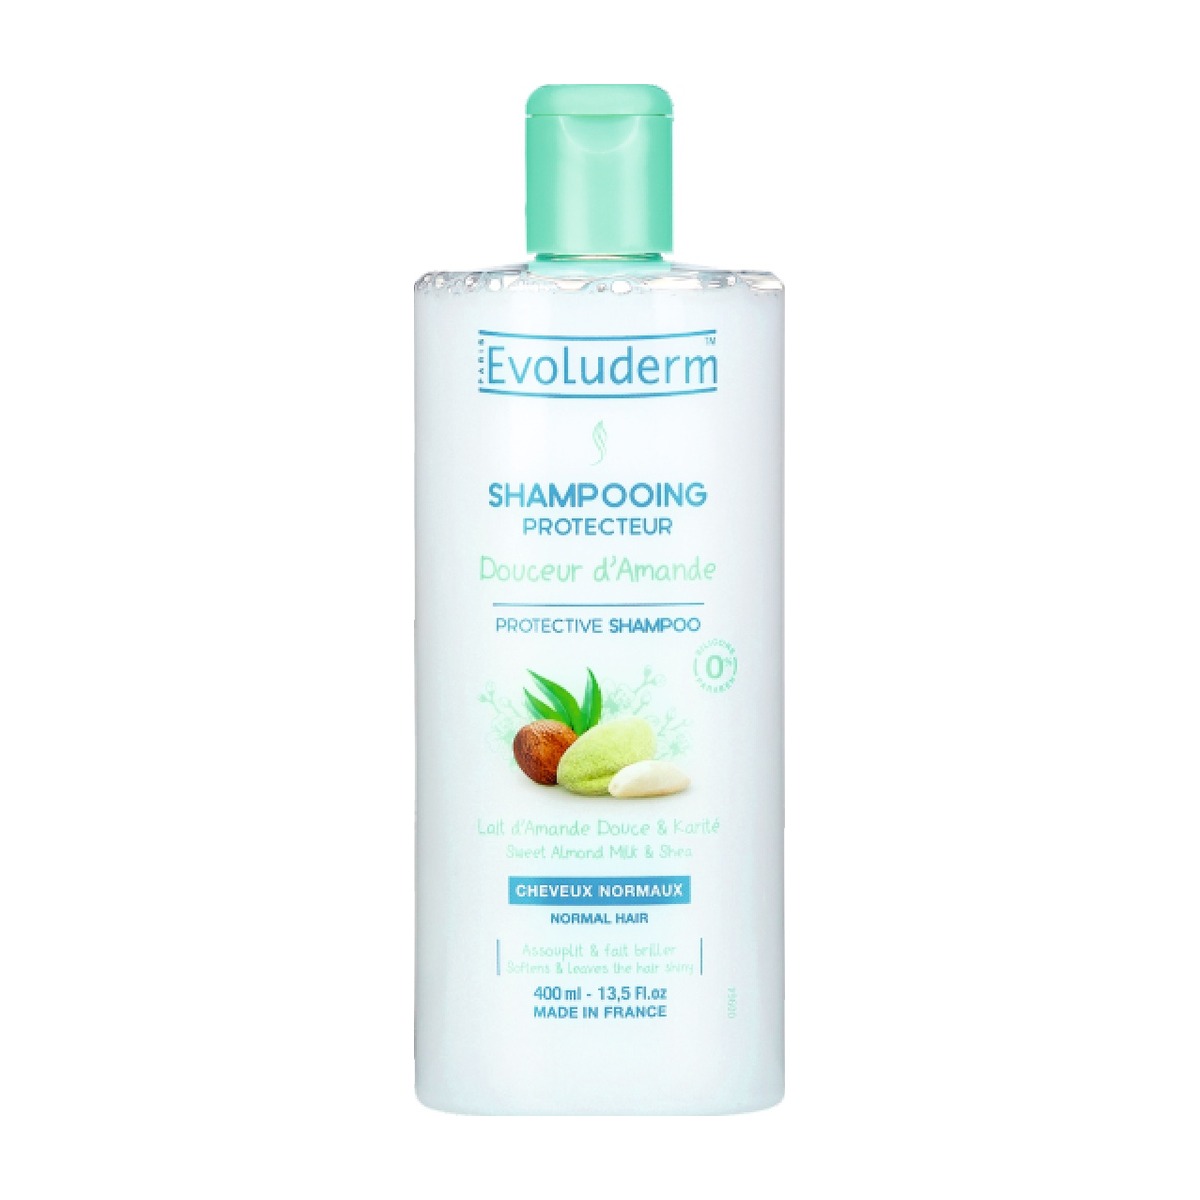 PARIS
Evoluderm™
SHAMPOOING
PROTECTEUR
Douceur d'Amande
PROTECTIVE SHAMPOO
SILICONE
0%
PARABEN
Lait d'Amande Douce & Karité
Sweet Almond Milk & Shea
CHEVEUX NORMAUX
NORMAL HAIR
Assouplit & fait briller
Softens & leaves the hair shiny
400 ml - 13,5 Fl.oz
MADE IN FRANCE